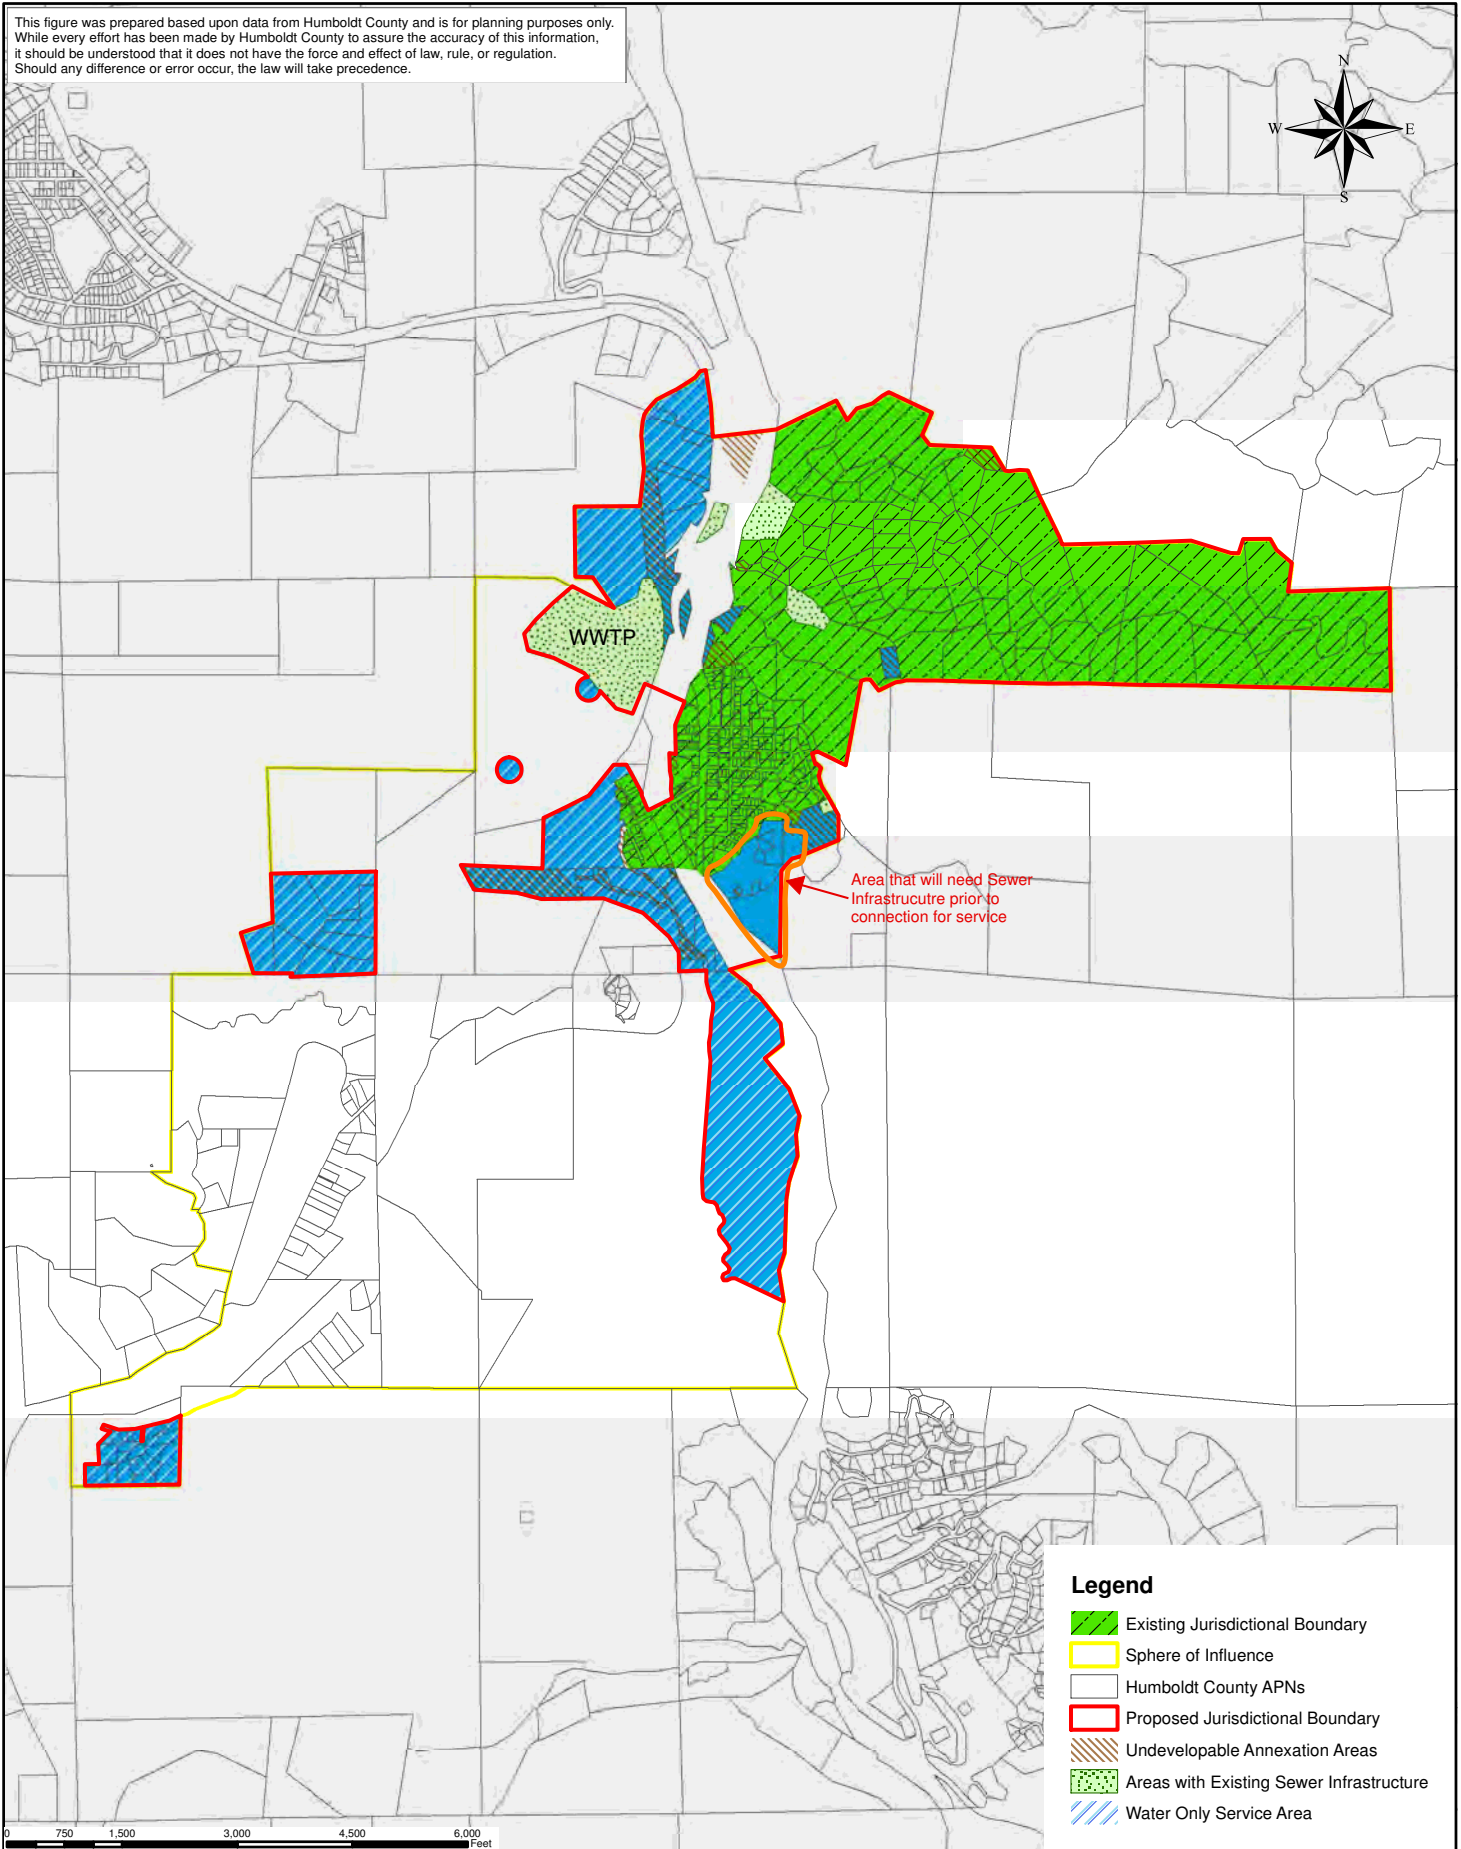 This figure was prepared based upon data from Humboldt County and is for planning purposes only.
While every effort has been made by Humboldt County to assure the accuracy of this information,
it should be understood that it does not have the force and effect of law, rule, or regulation.
Should any difference or error occur, the law will take precedence.
N
W E
S
WWTP
Area that will need Sewer
Infrastrucutre prior to
connection for service
Legend
Existing Jurisdictional Boundary
Sphere of Influence
Humboldt County APNs
Proposed Jurisdictional Boundary
Undevelopable Annexation Areas
Areas with Existing Sewer Infrastructure
Water Only Service Area
0 750 1,500 3,000 4,500 6,000
Feet